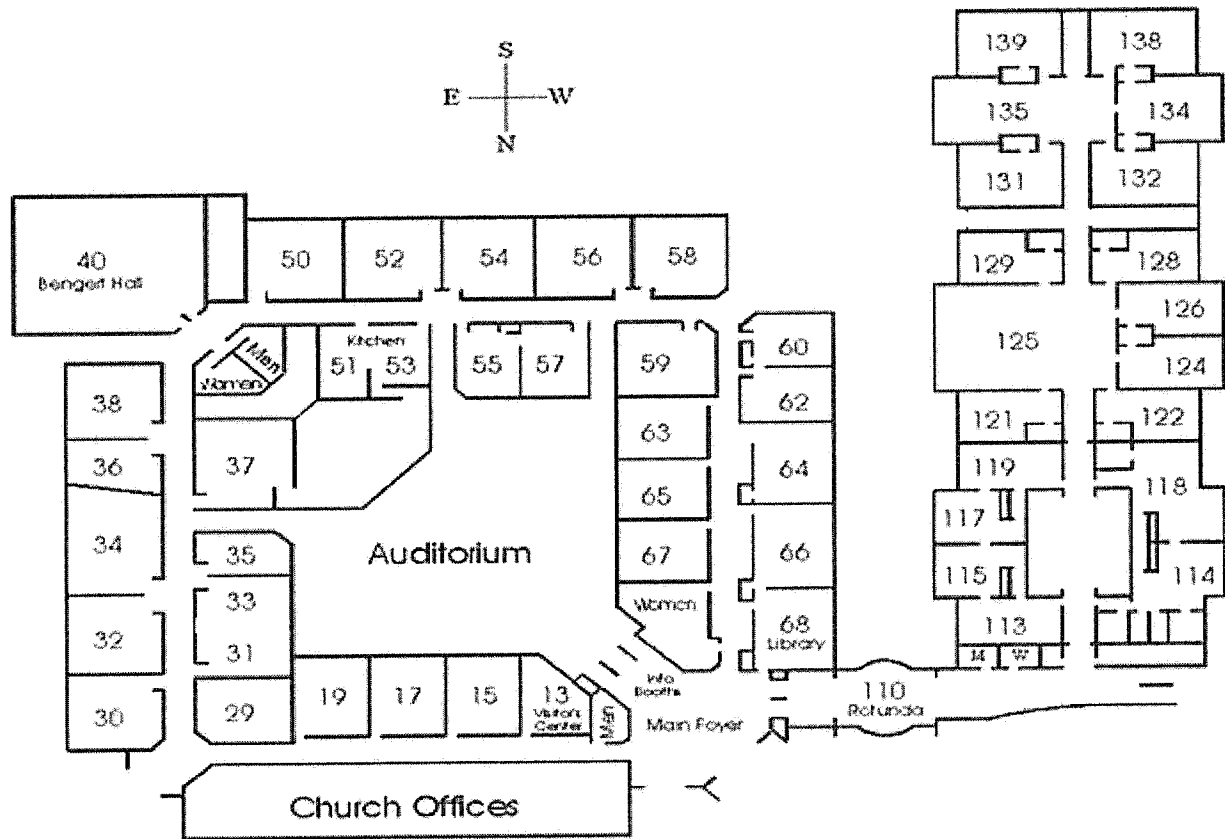 139 138
S
E W
N
135 134
131 132
40
Bengert Hall
50 52 54 56 58
129 128
126
125
124
Men
Women
Kitchen
51 53
55 57
59
60
62
38
36
37
63
64
121 122
119
118
117
34
65
Auditorium
35
67
66
115
114
33
32
31
Women
68
Library
113
M W
30
29
19 17 15 13
Visitor's
Center
Men
Info
Booths
Main Foyer
110
Rotunda
Church Offices